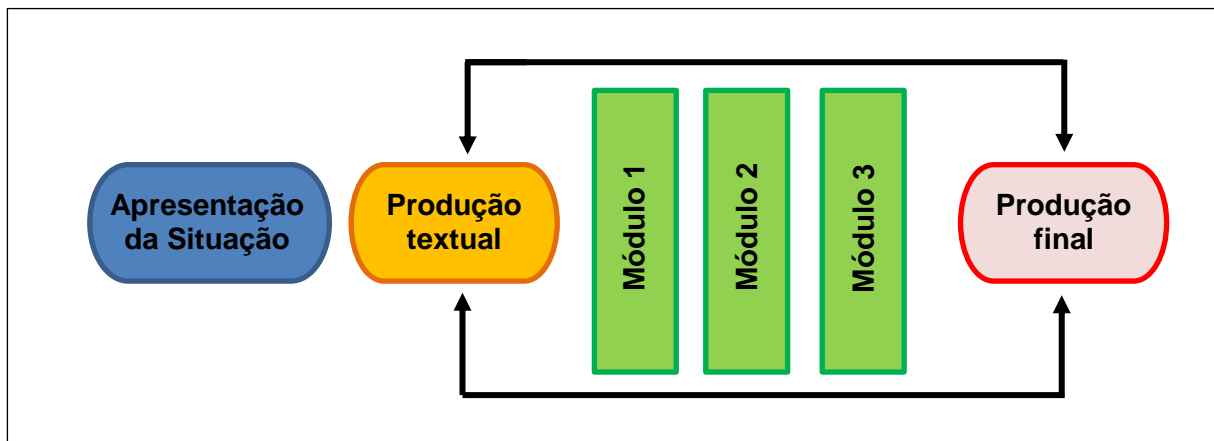 Apresentação
da Situação
Produção
textual
Módulo 1
Módulo 2
Módulo 3
Produção
final